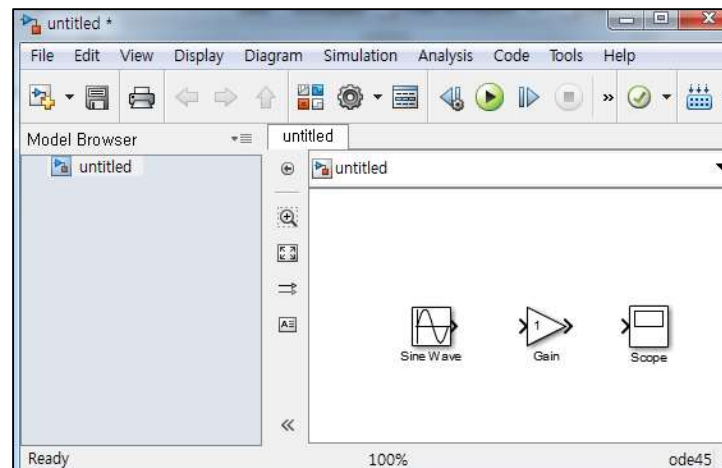 untitled *
File Edit View Display Diagram Simulation Analysis Code Tools Help
Model Browser
untitled
untitled
untitled
1
Sine Wave Gain Scope
Ready 100% ode45